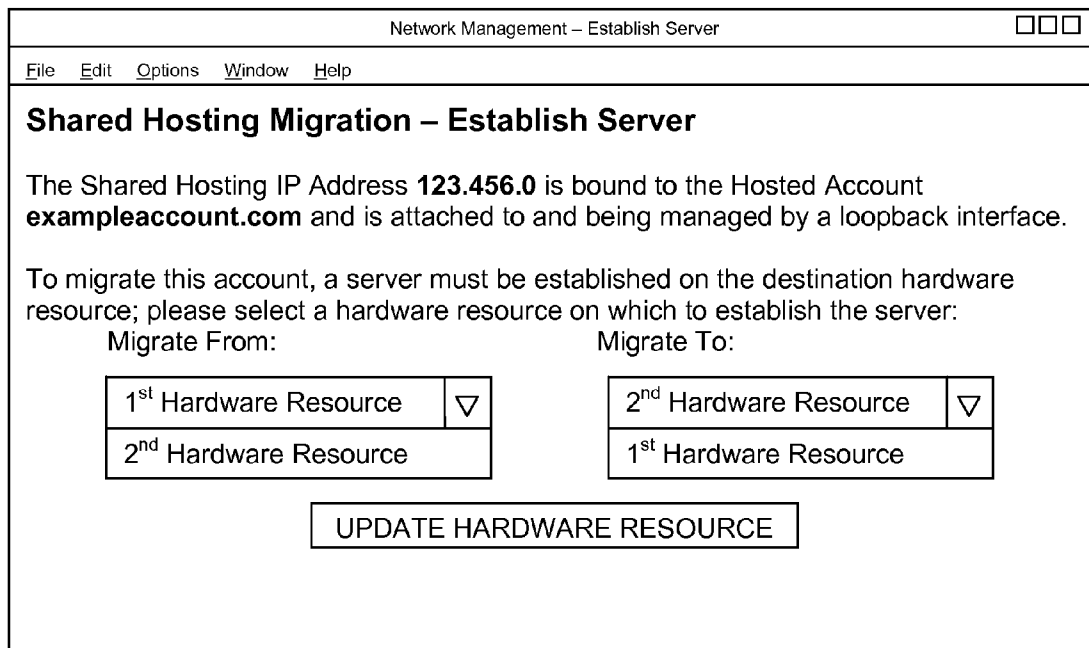 Network Management – Establish Server
File Edit Options Window Help
Shared Hosting Migration – Establish Server
The Shared Hosting IP Address 123.456.0 is bound to the Hosted Account
exampleaccount.com and is attached to and being managed by a loopback interface.
To migrate this account, a server must be established on the destination hardware
resource; please select a hardware resource on which to establish the server:
Migrate From: Migrate To:
1st Hardware Resource 2nd Hardware Resource
2nd Hardware Resource 1st Hardware Resource
UPDATE HARDWARE RESOURCE